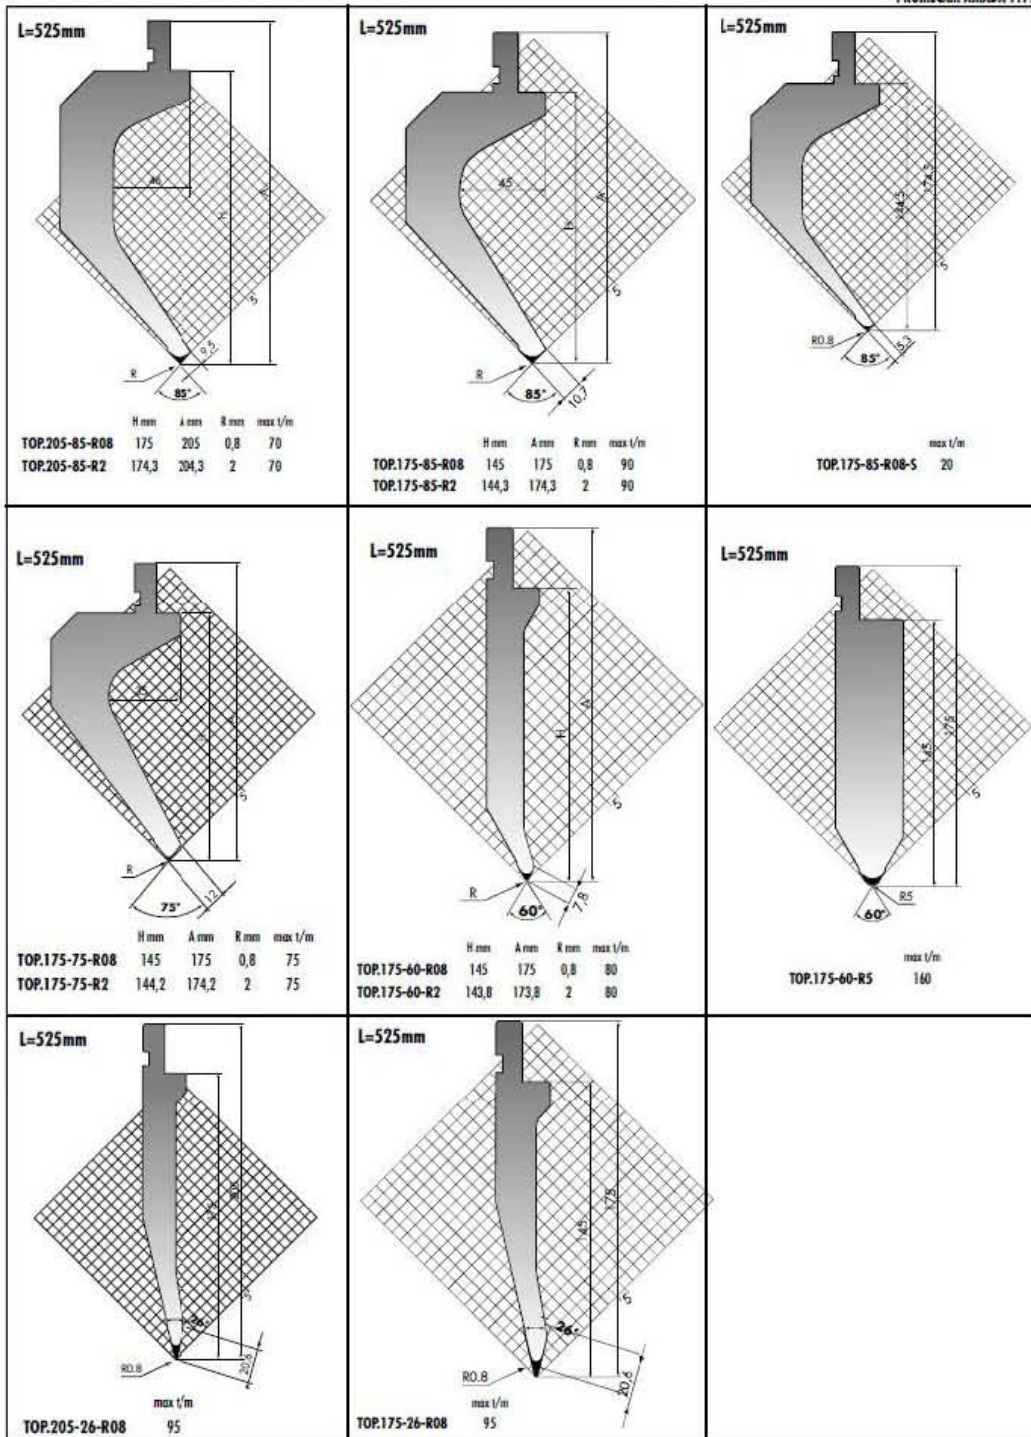 L=525mm
46
H
A
9,5
R
85°
5
H mm A mm R mm max t/m
TOP.205-85-R08 175 205 0,8 70
TOP.205-85-R2 174,3 204,3 2 70
L=525mm
45
H
A
5
R
85°
10,7
H mm A mm R mm max t/m
TOP.175-85-R08 145 175 0,8 90
TOP.175-85-R2 144,3 174,3 2 90
L=525mm
144.5
174.5
5
R0.8
85°
5.3
max t/m
TOP.175-85-R08-S 20
L=525mm
H
A
5
R
75°
12
H mm A mm R mm max t/m
TOP.175-75-R08 145 175 0,8 75
TOP.175-75-R2 144,2 174,2 2 75
L=525mm
H
A
5
R
60°
7,8
H mm A mm R mm max t/m
TOP.175-60-R08 145 175 0,8 80
TOP.175-60-R2 143,8 173,8 2 80
L=525mm
145
175
5
R5
60°
max t/m
TOP.175-60-R5 160
L=525mm
5
26°
R0.8
20,6
max t/m
TOP.205-26-R08 95
L=525mm
145
175
5
26°
R0.8
20,6
max t/m
TOP.175-26-R08 95